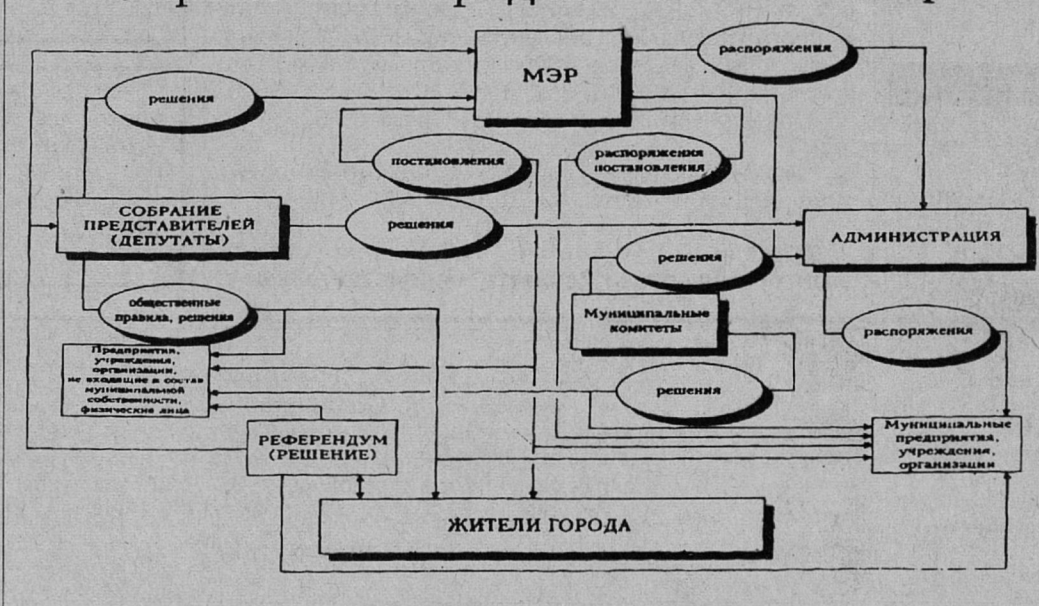 распоряжения
МЭР
решения
постановления
распоряжения
постановления
СОБРАНИЕ
ПРЕДСТАВИТЕЛЕЙ
(ДЕПУТАТЫ)
решения
АДМИНИСТРАЦИЯ
решения
общественные
правила, решения
Муниципальные
комитеты
распоряжения
Предприятия,
учреждения,
организации,
не входящие в состав
муниципальной
собственности,
физические лица
решения
РЕФЕРЕНДУМ
(РЕШЕНИЕ)
Муниципальные
предприятия,
учреждения,
организации
ЖИТЕЛИ ГОРОДА